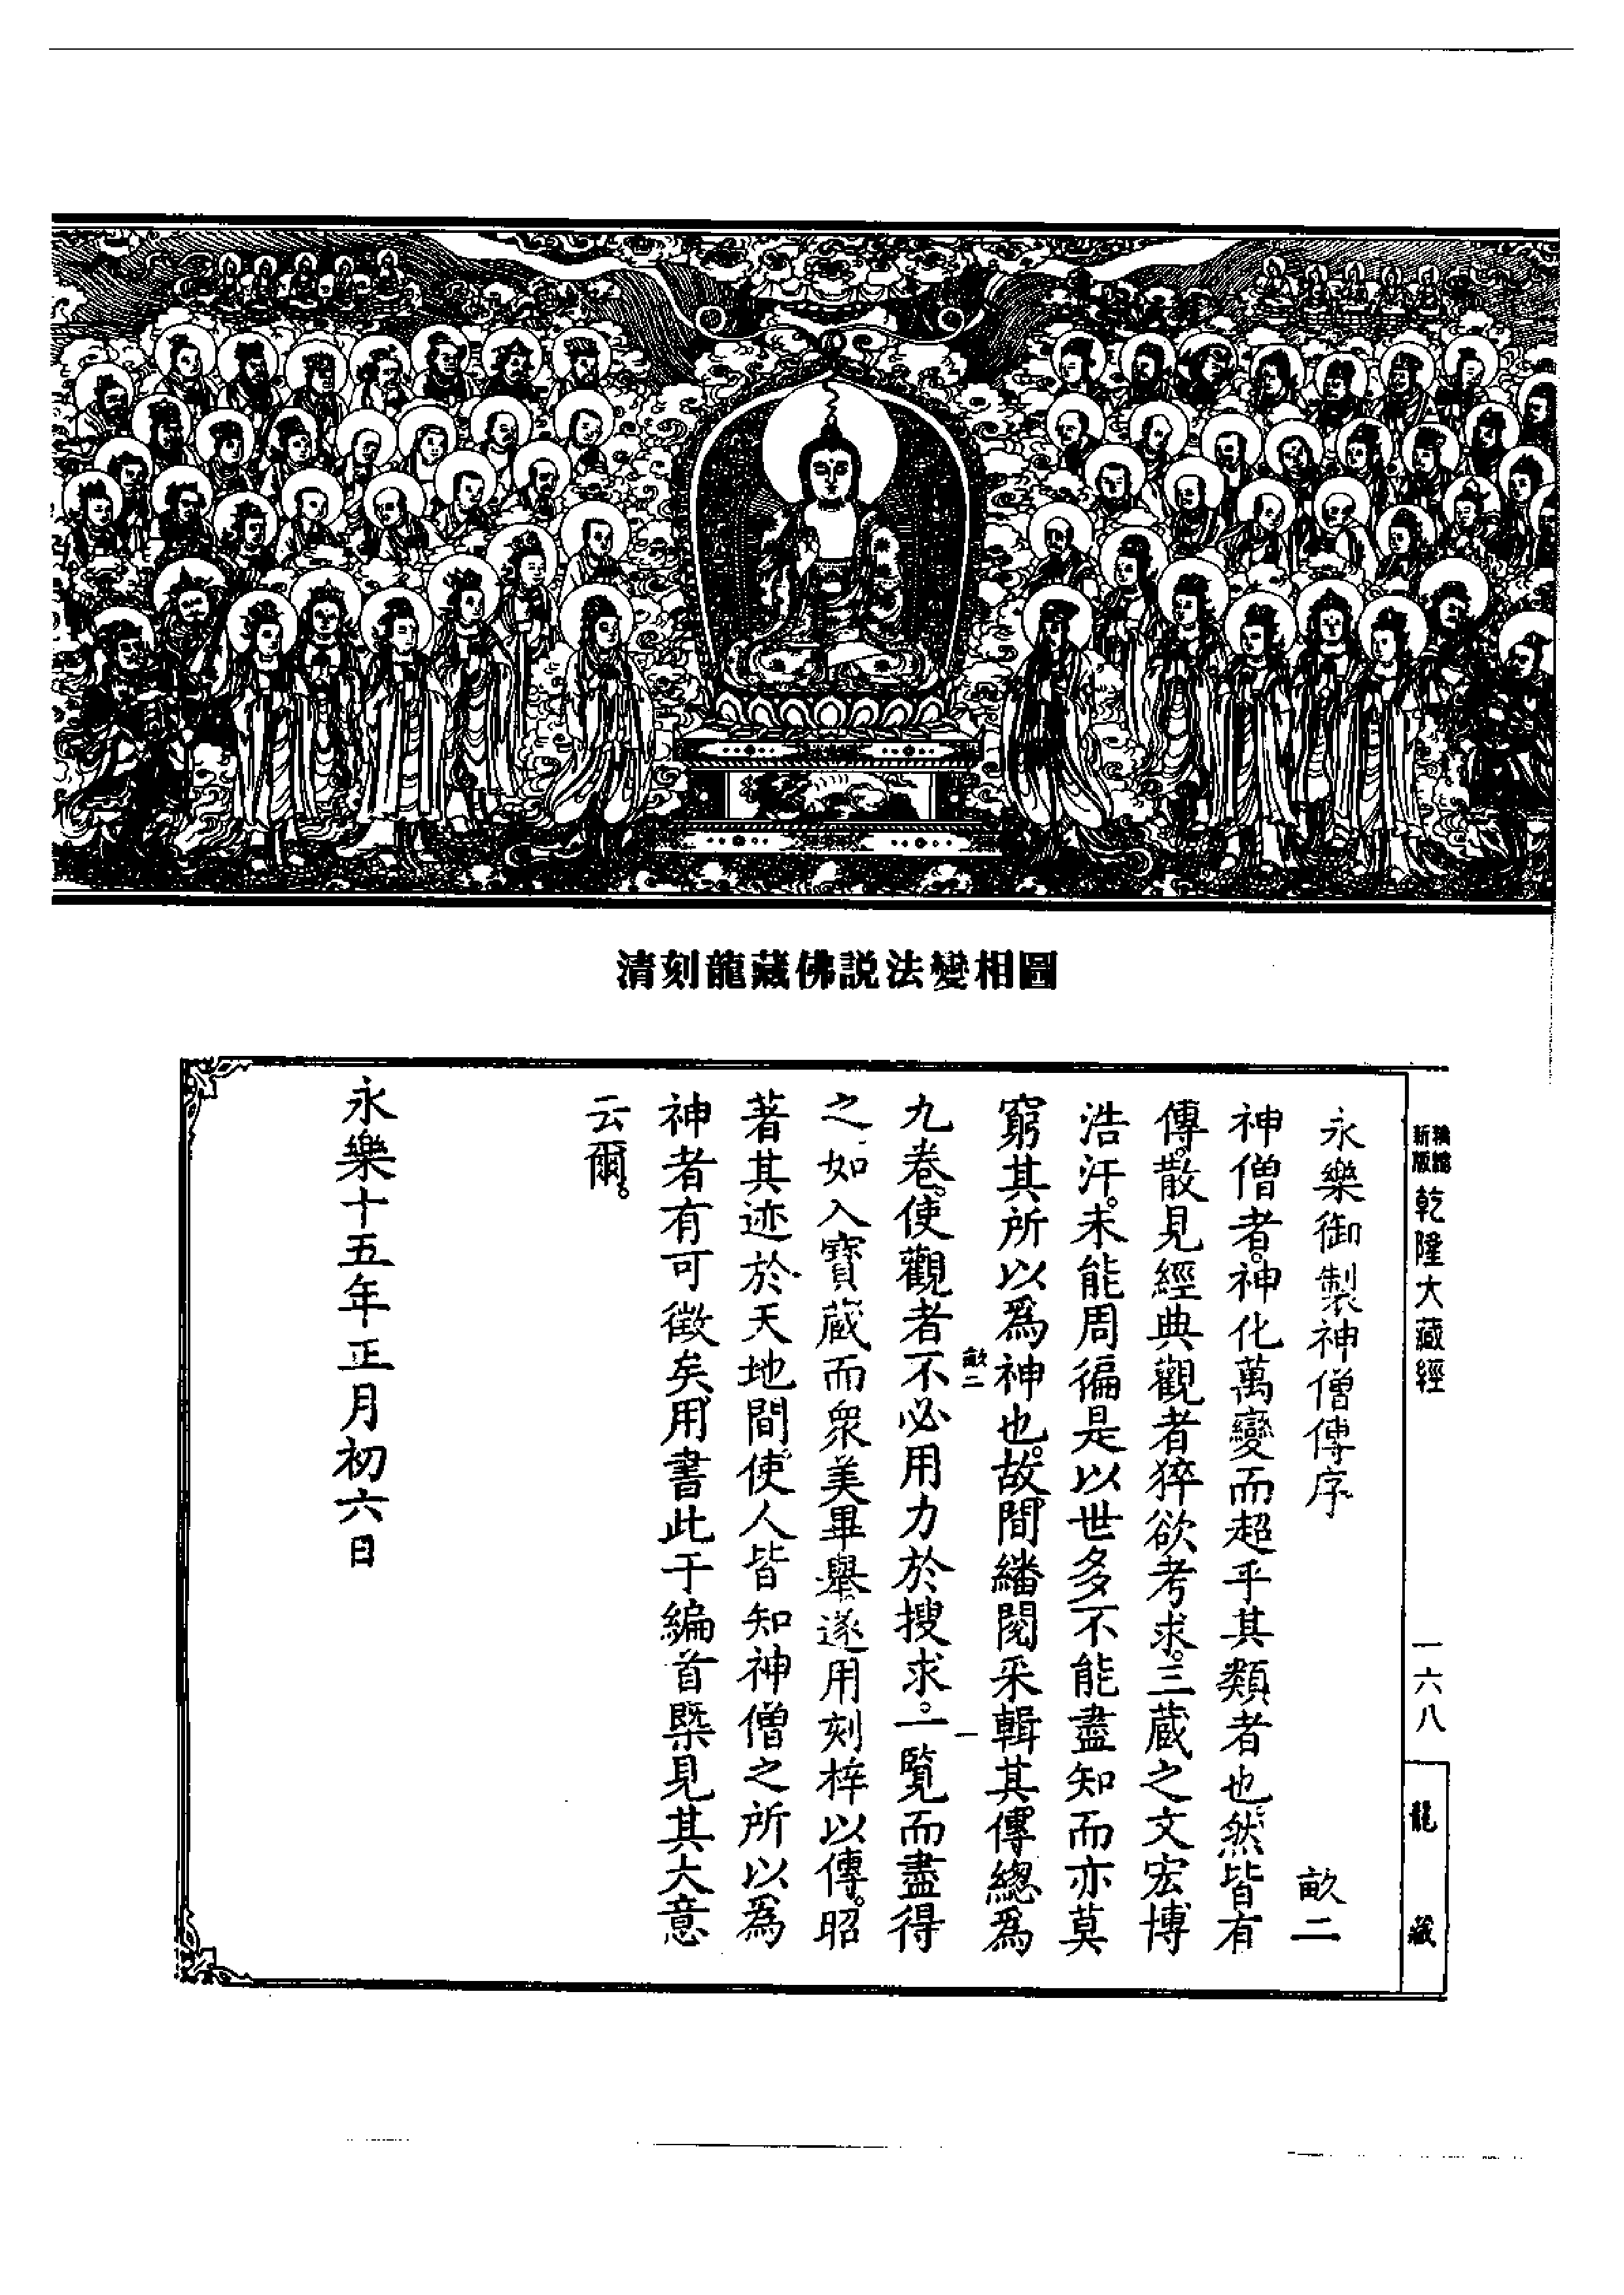 清刻龍藏佛説法變相圖
新版
乾隆大藏經
一六八
龍藏
永樂御製神僧傳序
畝二
神僧者。神化萬變而超乎其類者也。然皆有
傳。散見經典觀者猝欲考求。三藏之文宏博
浩汗。未能周徧是以世多不能盡知而亦莫
窮其所以爲神也。故間繙閱采輯其傳總爲
畝二
一
九卷。使觀者不必用力於搜求。一覽而盡得
之。如入寶藏而衆美畢舉。遂用刻梓以傳。昭
著其迹於天地間。使人皆知神僧之所以爲
神者有可徵矣。用書此于編首槩見其大意
云爾。
永樂十五年正月初六日